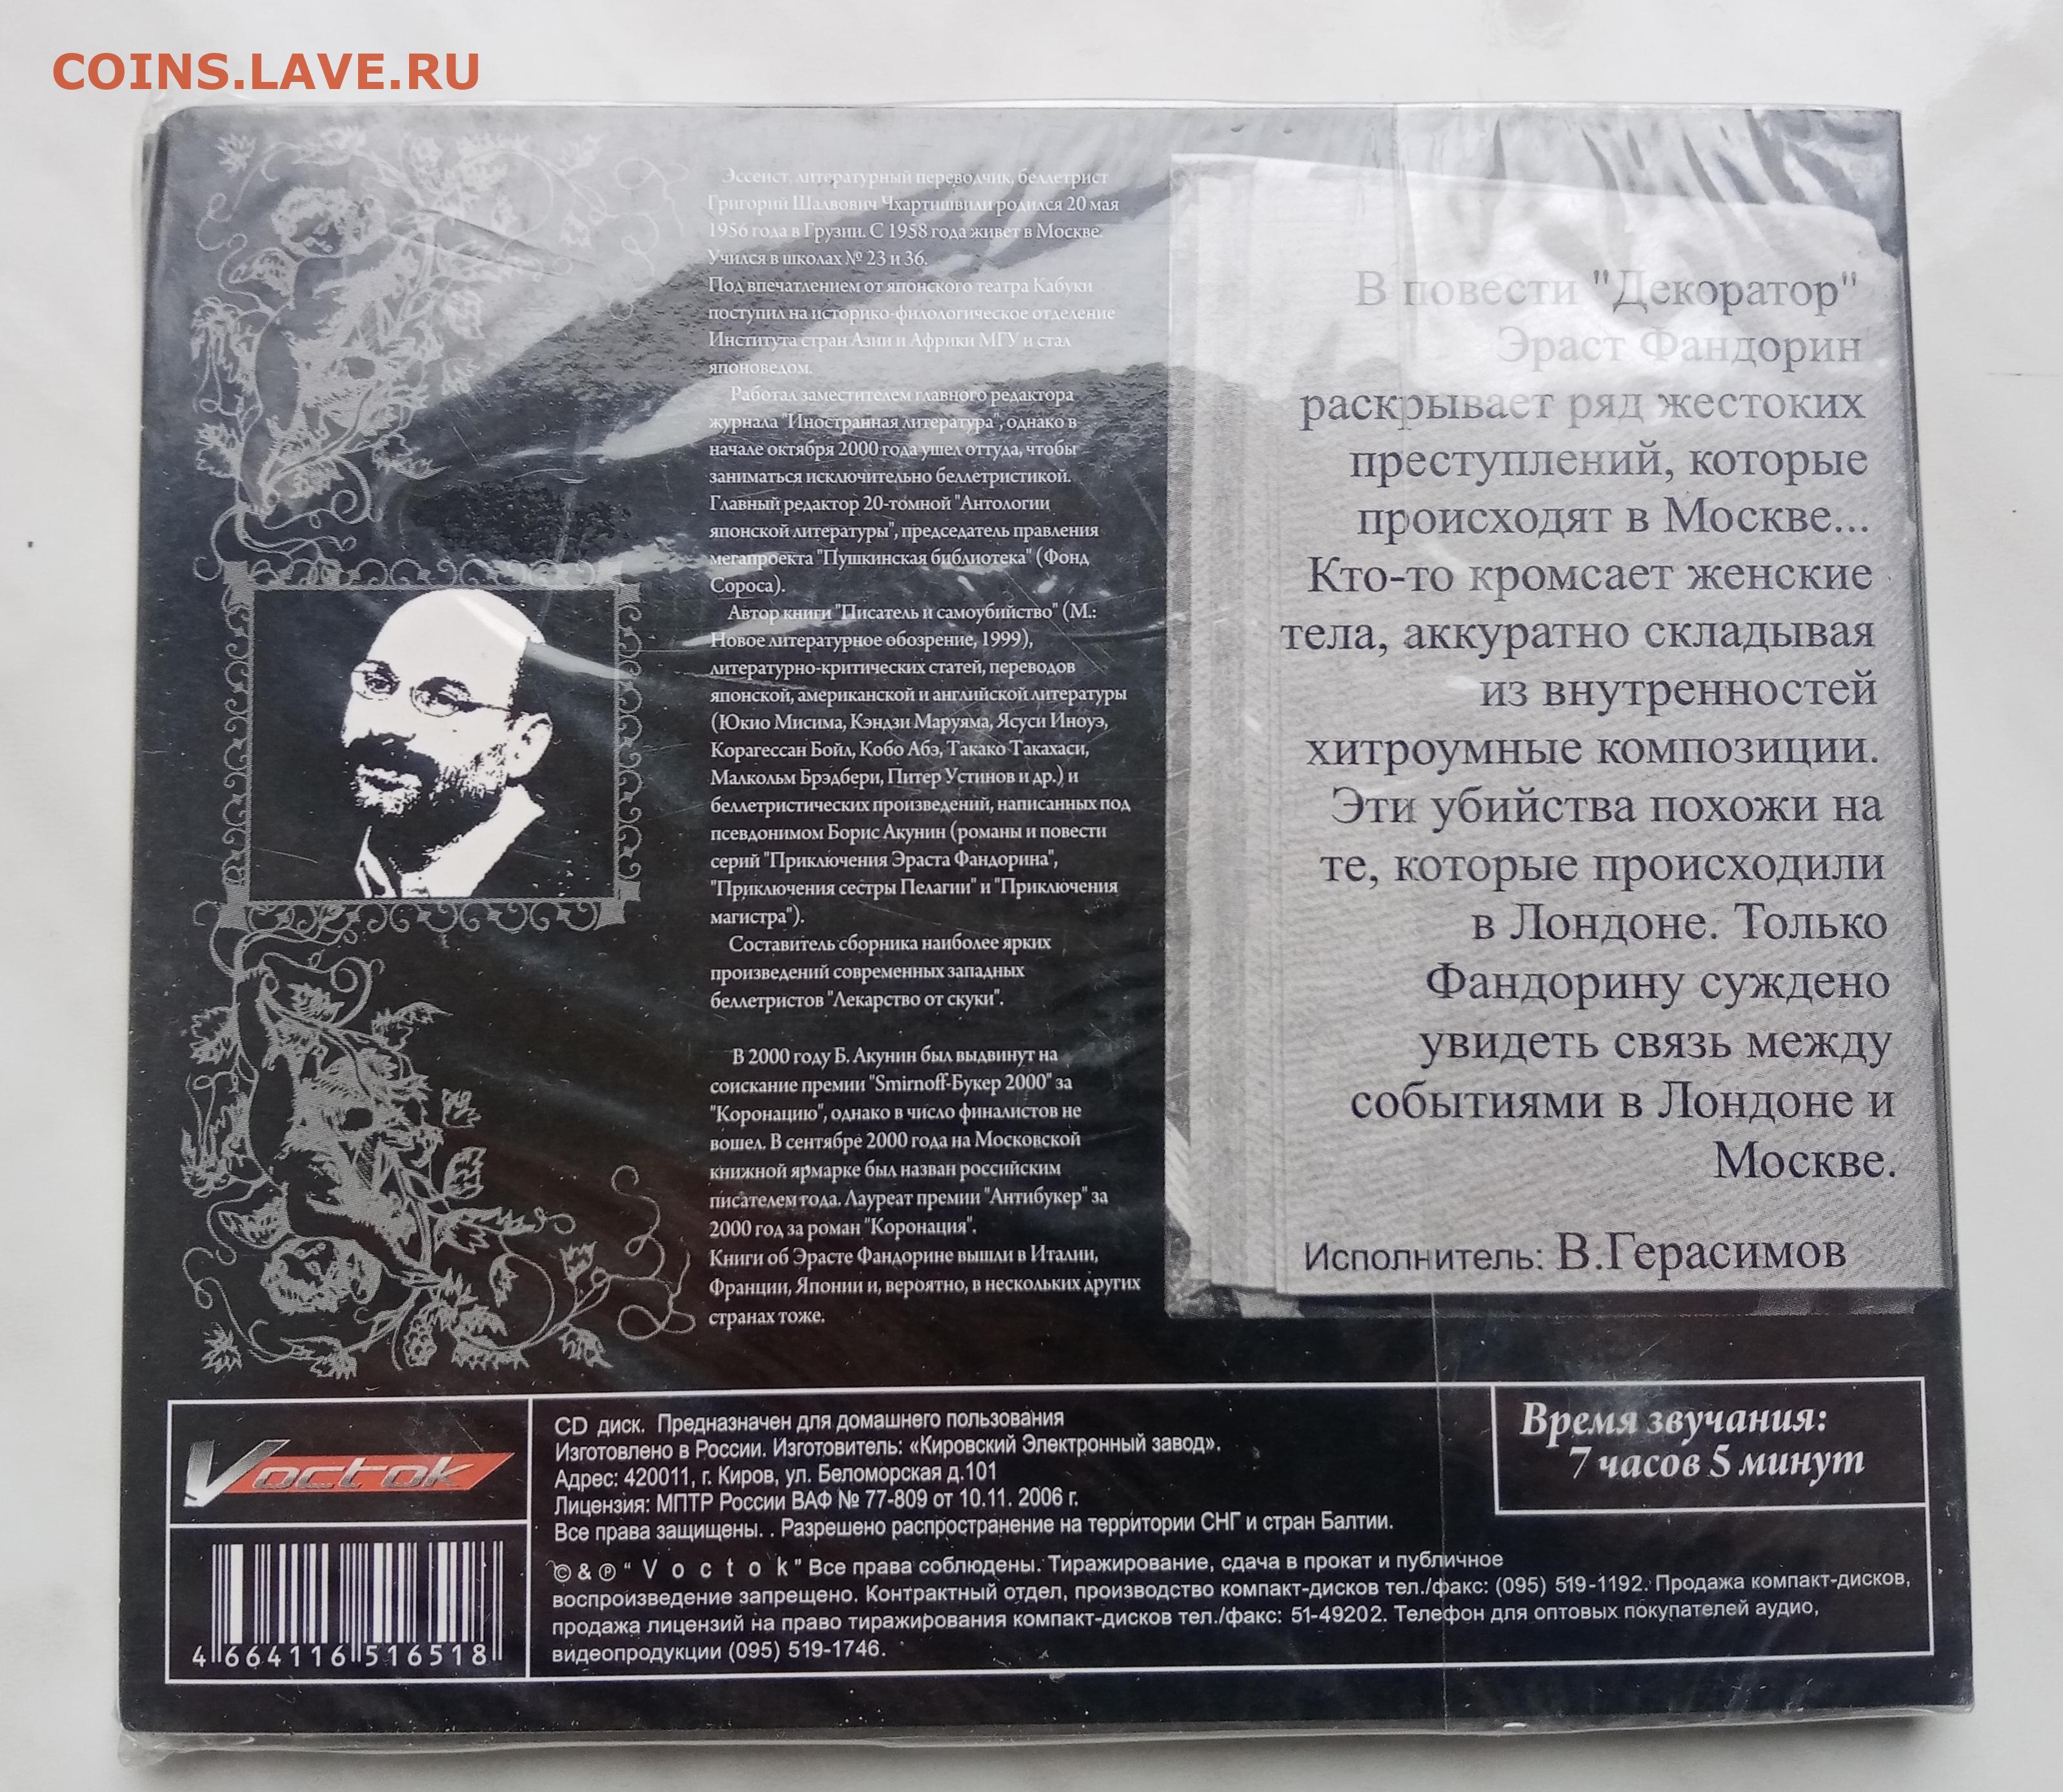 COINS.LAVE.RU
Эссеист, литературный переводчик, беллетрист
Григорий Шалвович Чхартишвили родился 20 мая
1956 года в Грузии. С 1958 года живет в Москве.
Учился в школах № 23 и 36.
Под впечатлением от японского театра Кабуки
поступил на историко-филологическое отделение
Института стран Азии и Африки МГУ и стал
японоведом.
Работал заместителем главного редактора
журнала "Иностранная литература", однако в
начале октября 2000 года ушел оттуда, чтобы
заниматься исключительно беллетристикой.
Главный редактор 20-томной "Антологии
японской литературы", председатель правления
мегапроекта "Пушкинская библиотека" (Фонд
Сороса).
Автор книги "Писатель и самоубийство" (М.:
Новое литературное обозрение, 1999),
литературно-критических статей, переводов
японской, американской и английской литературы
(Юкио Мисима, Кэндзи Маруяма, Ясуси Иноуэ,
Корагессан Бойл, Кобо Абэ, Такако Такахаси,
Малкольм Брэдбери, Питер Устинов и др.) и
беллетристических произведений, написанных под
псевдонимом Борис Акунин (романы и повести
серий "Приключения Эраста Фандорина",
"Приключения сестры Пелагии" и "Приключения
магистра").
Составитель сборника наиболее ярких
произведений современных западных
беллетристов "Лекарство от скуки".
В 2000 году Б. Акунин был выдвинут на
соискание премии "Smirnoff-Букер 2000" за
"Коронацию", однако в число финалистов не
вошел. В сентябре 2000 года на Московской
книжной ярмарке был назван российским
писателем года. Лауреат премии "Антибукер" за
2000 год за роман "Коронация".
Книги об Эрасте Фандорине вышли в Италии,
Франции, Японии и, вероятно, в нескольких других
странах тоже.
В повести "Декоратор"
Эраст Фандорин
раскрывает ряд жестоких
преступлений, которые
происходят в Москве...
Кто-то кромсает женские
тела, аккуратно складывая
из внутренностей
хитроумные композиции.
Эти убийства похожи на
те, которые происходили
в Лондоне. Только
Фандорину суждено
увидеть связь между
событиями в Лондоне и
Москве.
Исполнитель: В.Герасимов
Voctok
4 664116 516518
CD диск. Предназначен для домашнего пользования
Изготовлено в России. Изготовитель: «Кировский Электронный завод».
Адрес: 420011, г. Киров, ул. Беломорская д.101
Лицензия: МПТР России ВАФ № 77-809 от 10.11. 2006 г.
Все права защищены. . Разрешено распространение на территории СНГ и стран Балтии.
© & ℗ " V o c t o k " Все права соблюдены. Тиражирование, сдача в прокат и публичное
воспроизведение запрещено. Контрактный отдел, производство компакт-дисков тел./факс: (095) 519-1192. Продажа компакт-дисков,
продажа лицензий на право тиражирования компакт-дисков тел./факс: 51-49202. Телефон для оптовых покупателей аудио,
видеопродукции (095) 519-1746.
Время звучания:
7 часов 5 минут